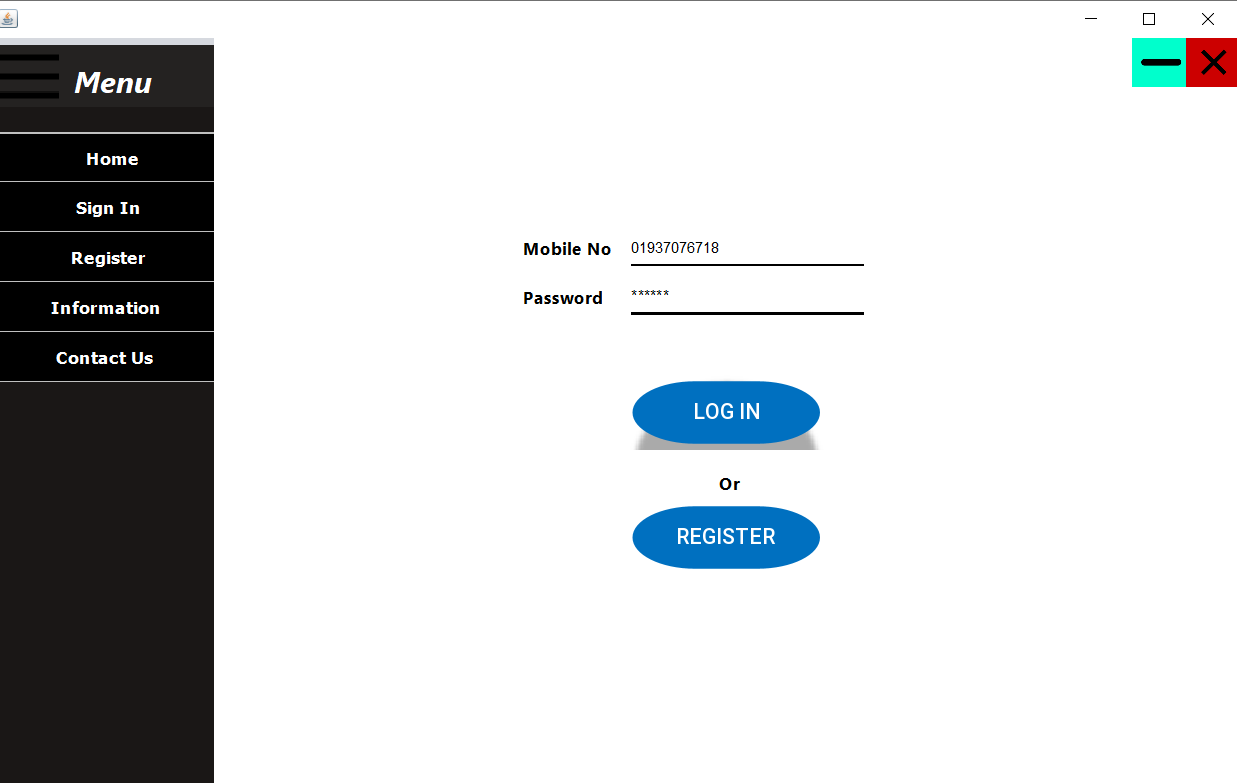 Menu
Home
Sign In
Register
Information
Contact Us
Mobile No 01937076718
Password ******
LOG IN
Or
REGISTER